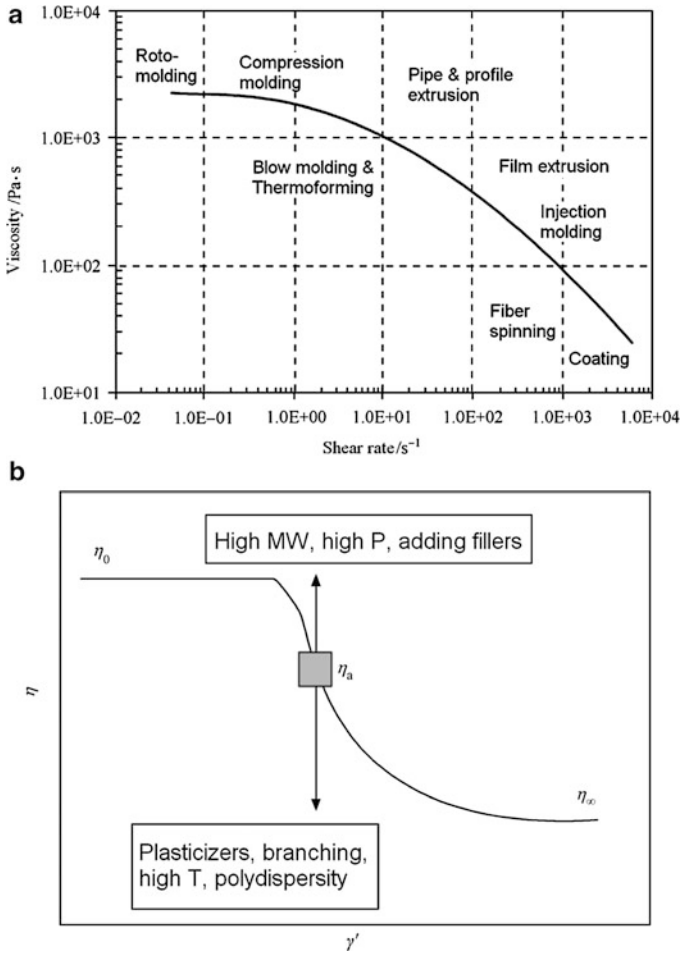 a
1.0E+04
1.0E+03
1.0E+02
1.0E+01
Viscosity /Pa·s
Roto-
molding
Compression
molding
Pipe & profile
extrusion
Blow molding &
Thermoforming
Film extrusion
Injection
molding
Fiber
spinning
Coating
1.0E−02 1.0E−01 1.0E+00 1.0E+01 1.0E+02 1.0E+03 1.0E+04
Shear rate/s⁻¹
b
High MW, high P, adding fillers
η₀
ηₐ
η
η∞
Plasticizers, branching,
high T, polydispersity
γ′